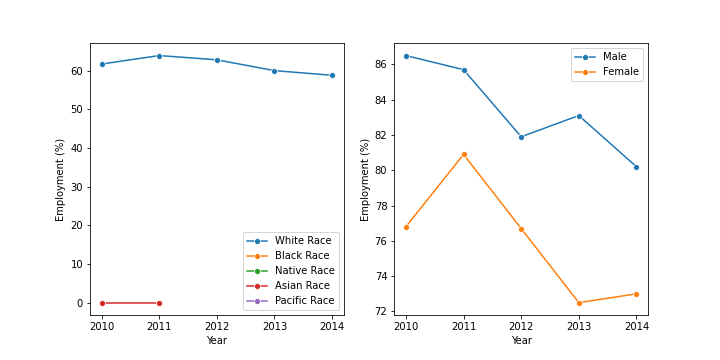 Employment (%)
60
50
40
30
20
10
0
2010 2011 2012 2013 2014
Year
White Race
Black Race
Native Race
Asian Race
Pacific Race
Employment (%)
86
84
82
80
78
76
74
72
2010 2011 2012 2013 2014
Year
Male
Female